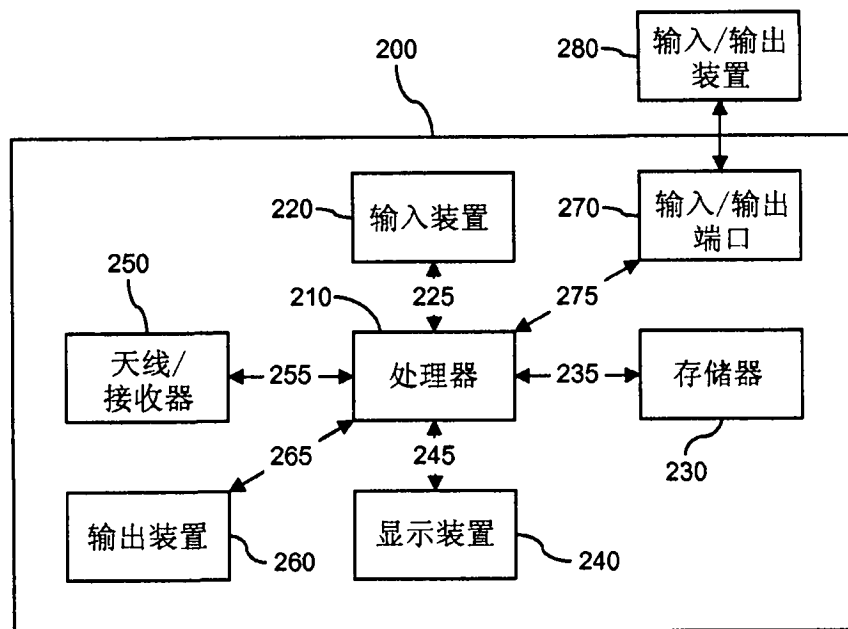 200
280
输入/输出
装置
220
输入装置
270
输入/输出
端口
250
210
225
275
天线/
接收器
255
处理器
235
存储器
265
245
230
输出装置
260
显示装置
240